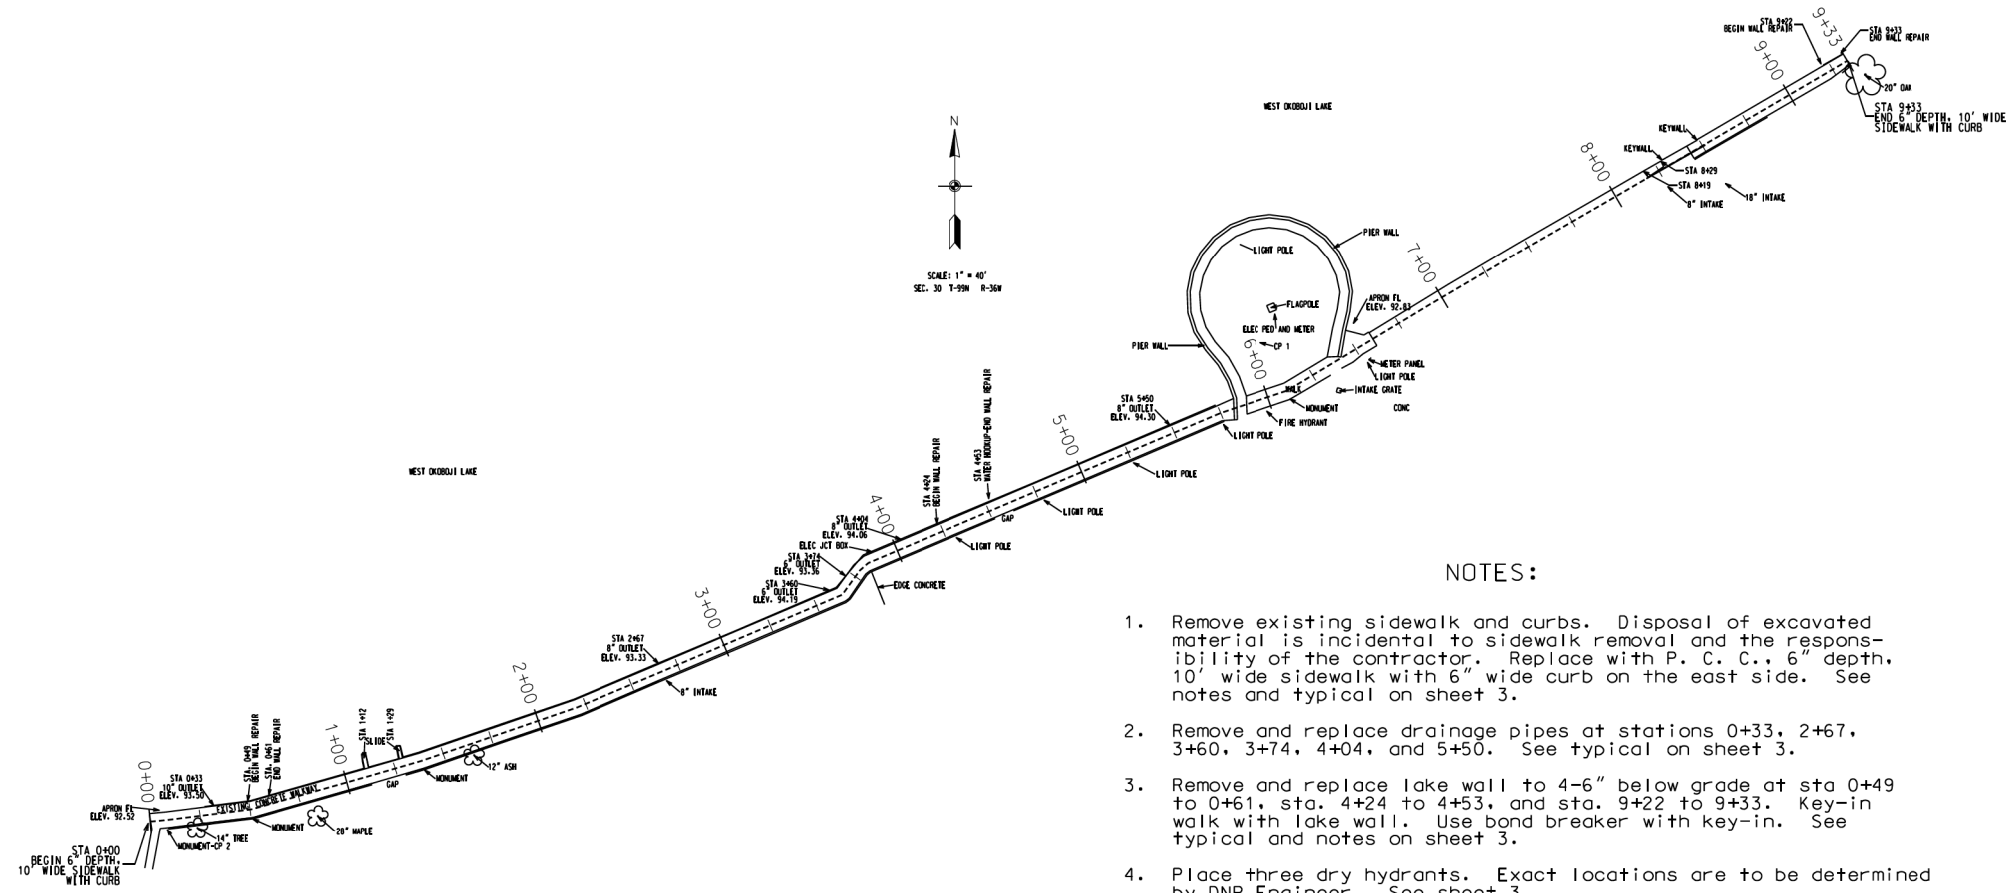 STA 9+22
BEGIN WALL REPAIR
9+33
STA 9+33
END WALL REPAIR
9+00
20" OAK
STA 9+33
END 6" DEPTH, 10' WIDE
SIDEWALK WITH CURB
WEST OKOBOJI LAKE
N
KEYWALL
KEYWALL
8+00
STA 8+29
STA 8+19
8" INTAKE
18" INTAKE
SCALE: 1" = 40'
SEC. 30 T-99N R-36W
PIER WALL
LIGHT POLE
7+00
FLAGPOLE
APRON FL
ELEV. 92.83
ELEC PED AND METER
CP 1
PIER WALL
6+00
METER PANEL
LIGHT POLE
WALK
INTAKE GRATE
MONUMENT
CONC
FIRE HYDRANT
LIGHT POLE
STA 5+50
8" OUTLET
ELEV. 94.30
5+00
LIGHT POLE
STA 4+53
WATER HOOKUP-END WALL REPAIR
STA 4+24
BEGIN WALL REPAIR
WEST OKOBOJI LAKE
GAP
LIGHT POLE
LIGHT POLE
4+00
STA 4+04
8" OUTLET
ELEV. 94.06
ELEC JCT BOX
STA 3+74
6" OUTLET
ELEV. 93.36
STA 3+60
6" OUTLET
ELEV. 94.19
EDGE CONCRETE
3+00
STA 2+67
8" OUTLET
ELEV. 93.33
8" INTAKE
2+00
STA 1+12
SLIDE
STA 1+29
1+00
12" ASH
MONUMENT
GAP
STA. 0+49
BEGIN WALL REPAIR
STA. 0+61
END WALL REPAIR
0+00
STA 0+33
10" OUTLET
ELEV. 93.50
EXISTING CONCRETE WALKWAY
APRON FL
ELEV. 92.52
MONUMENT
28" MAPLE
14" TREE
MONUMENT-CP 2
STA 0+00
BEGIN 6" DEPTH,
10' WIDE SIDEWALK
WITH CURB
NOTES:
1. Remove existing sidewalk and curbs. Disposal of excavated
material is incidental to sidewalk removal and the respons-
ibility of the contractor. Replace with P. C. C., 6" depth,
10' wide sidewalk with 6" wide curb on the east side. See
notes and typical on sheet 3.
2. Remove and replace drainage pipes at stations 0+33, 2+67,
3+60, 3+74, 4+04, and 5+50. See typical on sheet 3.
3. Remove and replace lake wall to 4-6" below grade at sta 0+49
to 0+61, sta. 4+24 to 4+53, and sta. 9+22 to 9+33. Key-in
walk with lake wall. Use bond breaker with key-in. See
typical and notes on sheet 3.
4. Place three dry hydrants. Exact locations are to be determined
by DNR Engineer. See sheet 3